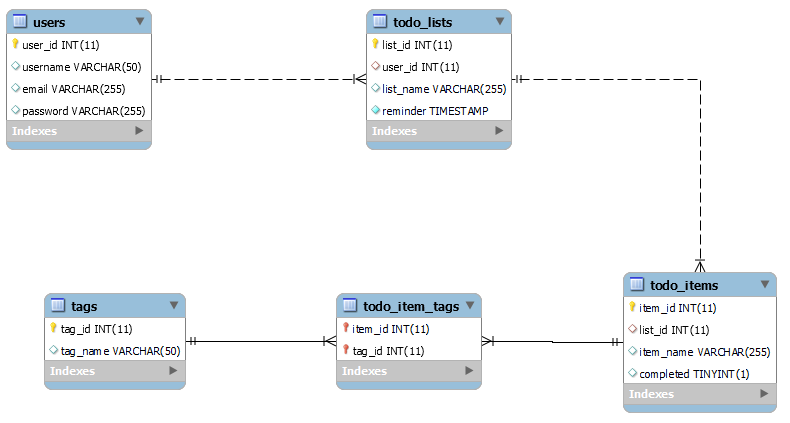 users
user_id INT(11)
username VARCHAR(50)
email VARCHAR(255)
password VARCHAR(255)
Indexes
todo_lists
list_id INT(11)
user_id INT(11)
list_name VARCHAR(255)
reminder TIMESTAMP
Indexes
tags
tag_id INT(11)
tag_name VARCHAR(50)
Indexes
todo_item_tags
item_id INT(11)
tag_id INT(11)
Indexes
todo_items
item_id INT(11)
list_id INT(11)
item_name VARCHAR(255)
completed TINYINT(1)
Indexes